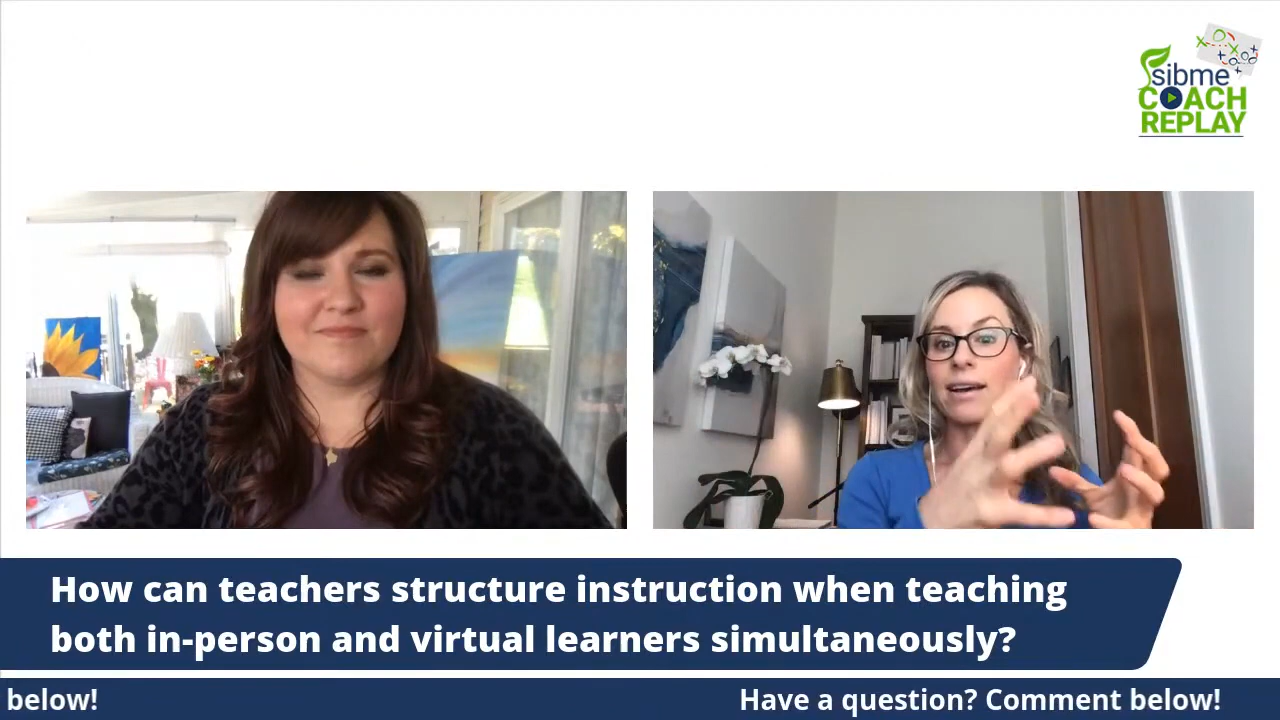 sibme
COACH
REPLAY
How can teachers structure instruction when teaching
both in-person and virtual learners simultaneously?
below!
Have a question? Comment below!